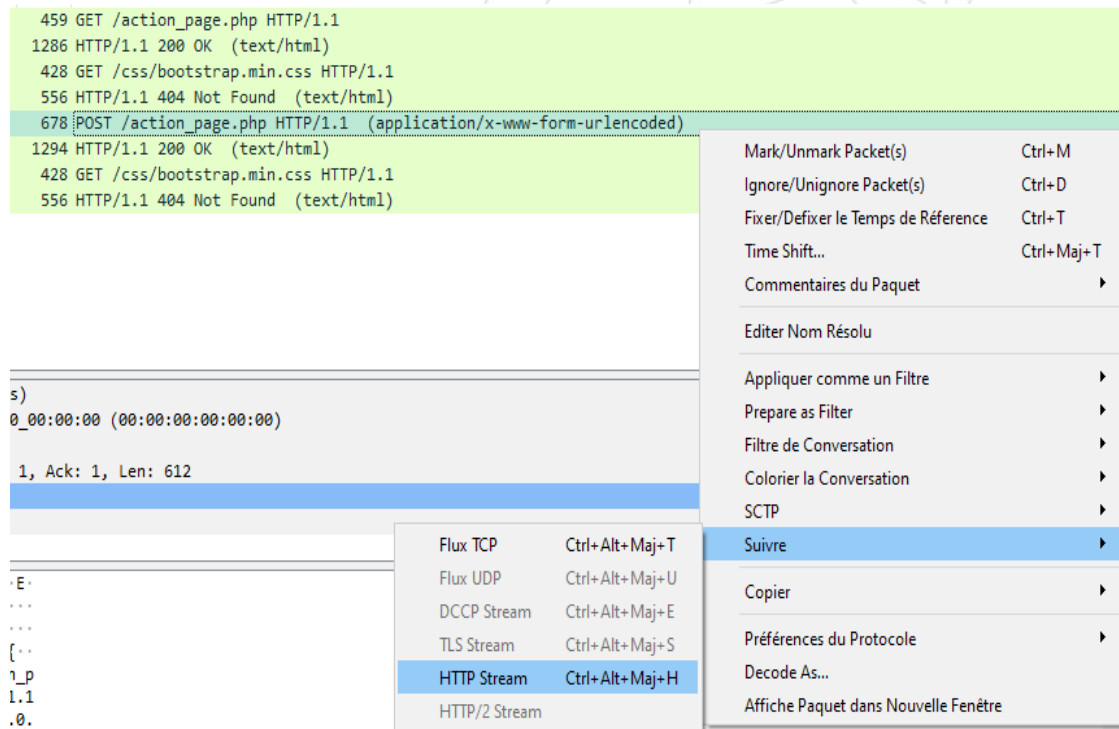 459 GET /action_page.php HTTP/1.1
1286 HTTP/1.1 200 OK (text/html)
428 GET /css/bootstrap.min.css HTTP/1.1
556 HTTP/1.1 404 Not Found (text/html)
678 POST /action_page.php HTTP/1.1 (application/x-www-form-urlencoded)
1294 HTTP/1.1 200 OK (text/html)
428 GET /css/bootstrap.min.css HTTP/1.1
556 HTTP/1.1 404 Not Found (text/html)
Mark/Unmark Packet(s) Ctrl+M
Ignore/Unignore Packet(s) Ctrl+D
Fixer/Defixer le Temps de Réference Ctrl+T
Time Shift... Ctrl+Maj+T
Commentaires du Paquet
Editer Nom Résolu
Appliquer comme un Filtre
Prepare as Filter
Filtre de Conversation
Colorier la Conversation
SCTP
Suivre
Copier
Préférences du Protocole
Decode As...
Affiche Paquet dans Nouvelle Fenêtre
s)
0_00:00:00 (00:00:00:00:00:00)
1, Ack: 1, Len: 612
Flux TCP Ctrl+Alt+Maj+T
Flux UDP Ctrl+Alt+Maj+U
DCCP Stream Ctrl+Alt+Maj+E
TLS Stream Ctrl+Alt+Maj+S
HTTP Stream Ctrl+Alt+Maj+H
HTTP/2 Stream
·E·
···
···
{··
n_p
1.1
.0.